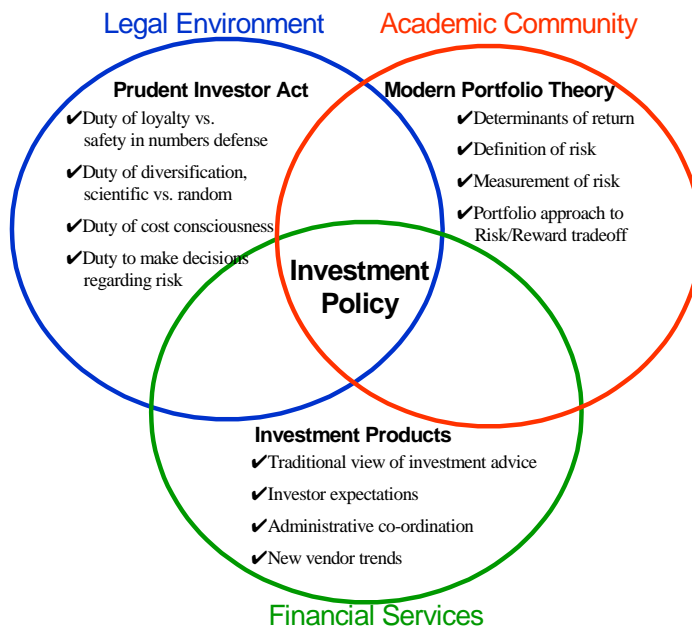 Legal Environment
Academic Community
Prudent Investor Act
✔Duty of loyalty vs.
safety in numbers defense
✔Duty of diversification,
scientific vs. random
✔Duty of cost consciousness
✔Duty to make decisions
regarding risk
Modern Portfolio Theory
✔Determinants of return
✔Definition of risk
✔Measurement of risk
✔Portfolio approach to
Risk/Reward tradeoff
Investment
Policy
Investment Products
✔Traditional view of investment advice
✔Investor expectations
✔Administrative co-ordination
✔New vendor trends
Financial Services